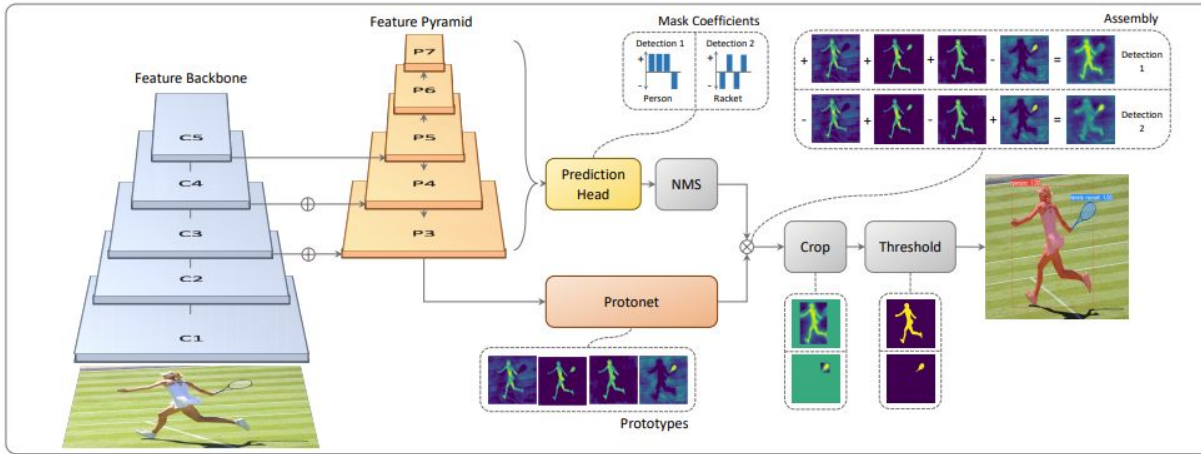 Feature Backbone
C5
C4
C3
C2
C1
Feature Pyramid
P7
P6
P5
P4
P3
Mask Coefficients
Detection 1
+
-
Person
Detection 2
+
-
Racket
Prediction
Head
NMS
Protonet
Prototypes
Assembly
+ + + - = Detection
1
- + - + = Detection
2
Crop
Threshold